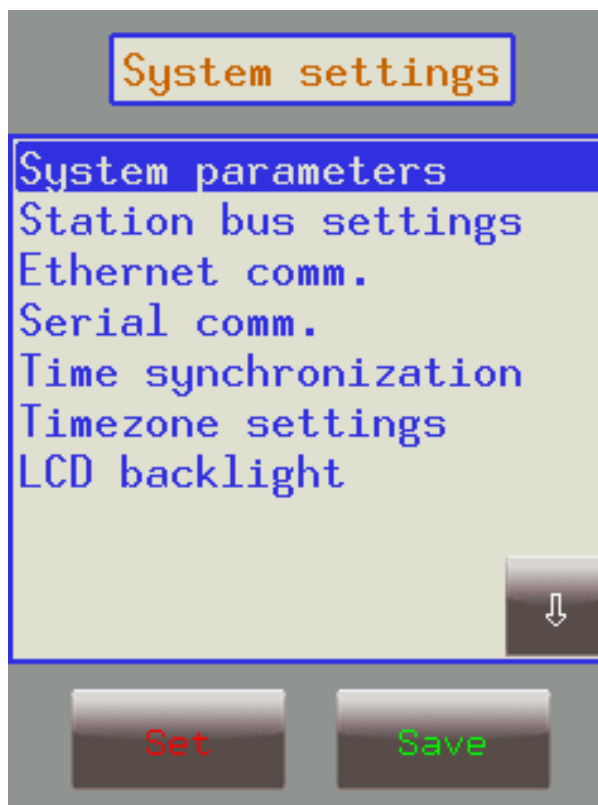 System settings
System parameters
Station bus settings
Ethernet comm.
Serial comm.
Time synchronization
Timezone settings
LCD backlight
⇩
Set
Save